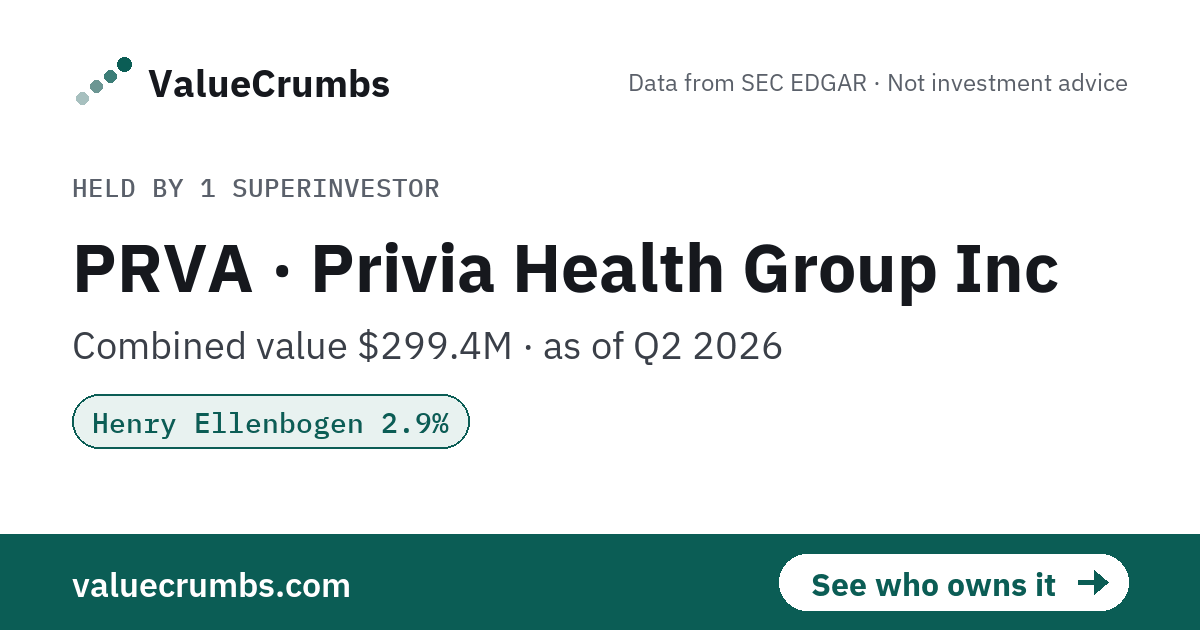 ValueCrumbs
Data from SEC EDGAR · Not investment advice
HELD BY 1 SUPERINVESTOR
PRVA · Privia Health Group Inc
Combined value $299.4M · as of Q2 2026
Henry Ellenbogen 2.9%
valuecrumbs.com
See who owns it →